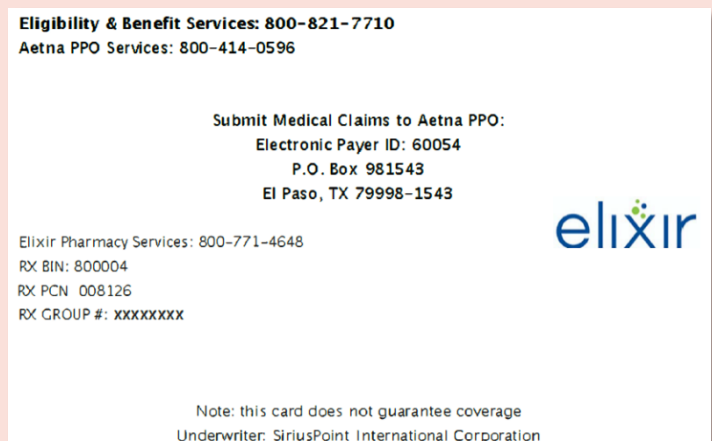 Eligibility & Benefit Services: 800-821-7710
Aetna PPO Services: 800-414-0596
Submit Medical Claims to Aetna PPO:
Electronic Payer ID: 60054
P.O. Box 981543
El Paso, TX 79998-1543
elixir
Elixir Pharmacy Services: 800-771-4648
RX BIN: 800004
RX PCN 008126
RX GROUP #: XXXXXXXX
Note: this card does not guarantee coverage
Underwriter: SiriusPoint International Corporation